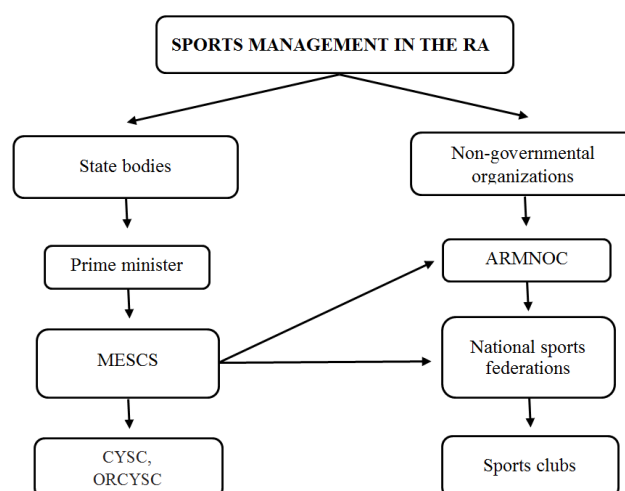 SPORTS MANAGEMENT IN THE RA
State bodies
Non-governmental
organizations
Prime minister
ARMNOC
MESCS
National sports
federations
CYSC,
ORCYSC
Sports clubs